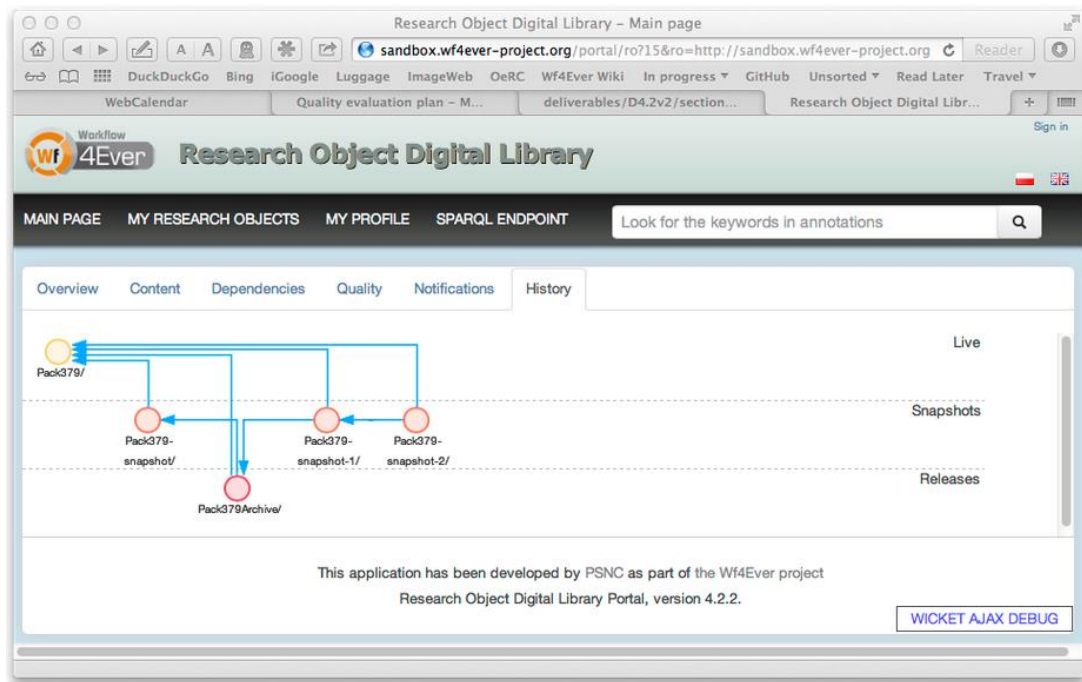 Research Object Digital Library – Main page
A A sandbox.wf4ever-project.org/portal/ro?15&ro=http://sandbox.wf4ever-project.org Reader
DuckDuckGo Bing iGoogle Luggage ImageWeb OeRC Wf4Ever Wiki In progress GitHub Unsorted Read Later Travel
WebCalendar Quality evaluation plan – M... deliverables/D4.2v2/section... Research Object Digital Libr... +
Sign in
Workflow
Wf 4Ever Research Object Digital Library
MAIN PAGE MY RESEARCH OBJECTS MY PROFILE SPARQL ENDPOINT Look for the keywords in annotations
Overview Content Dependencies Quality Notifications History
Live
Pack379/
Snapshots
Pack379- Pack379- Pack379-
snapshot/ snapshot-1/ snapshot-2/
Releases
Pack379Archive/
This application has been developed by PSNC as part of the Wf4Ever project
Research Object Digital Library Portal, version 4.2.2.
WICKET AJAX DEBUG